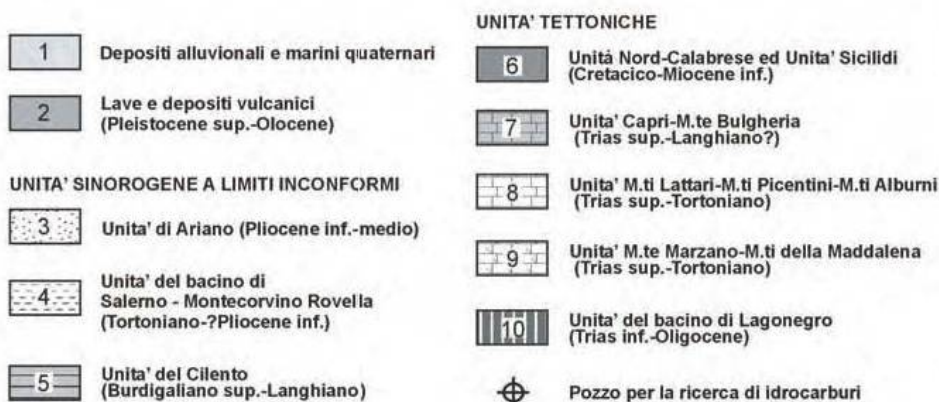 1
Depositi alluvionali e marini quaternari
2
Lave e depositi vulcanici
(Pleistocene sup.-Olocene)
UNITA' SINOROGENE A LIMITI INCONFORMI
3
Unita' di Ariano (Pliocene inf.-medio)
4
Unita' del bacino di
Salerno - Montecorvino Rovella
(Tortoniano-?Pliocene inf.)
5
Unita' del Cilento
(Burdigaliano sup.-Langhiano)
UNITA' TETTONICHE
6
Unità Nord-Calabrese ed Unita' Sicilidi
(Cretacico-Miocene inf.)
7
Unita' Capri-M.te Bulgheria
(Trias sup.-Langhiano?)
8
Unita' M.ti Lattari-M.ti Picentini-M.ti Alburni
(Trias sup.-Tortoniano)
9
Unita' M.te Marzano-M.ti della Maddalena
(Trias sup.-Tortoniano)
10
Unita' del bacino di Lagonegro
(Trias inf.-Oligocene)
Pozzo per la ricerca di idrocarburi